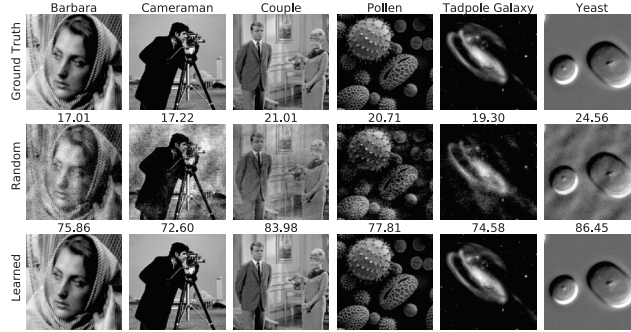 Barbara Cameraman Couple Pollen Tadpole Galaxy Yeast
Ground Truth
17.01 17.22 21.01 20.71 19.30 24.56
Random
75.86 72.60 83.98 77.81 74.58 86.45
Learned